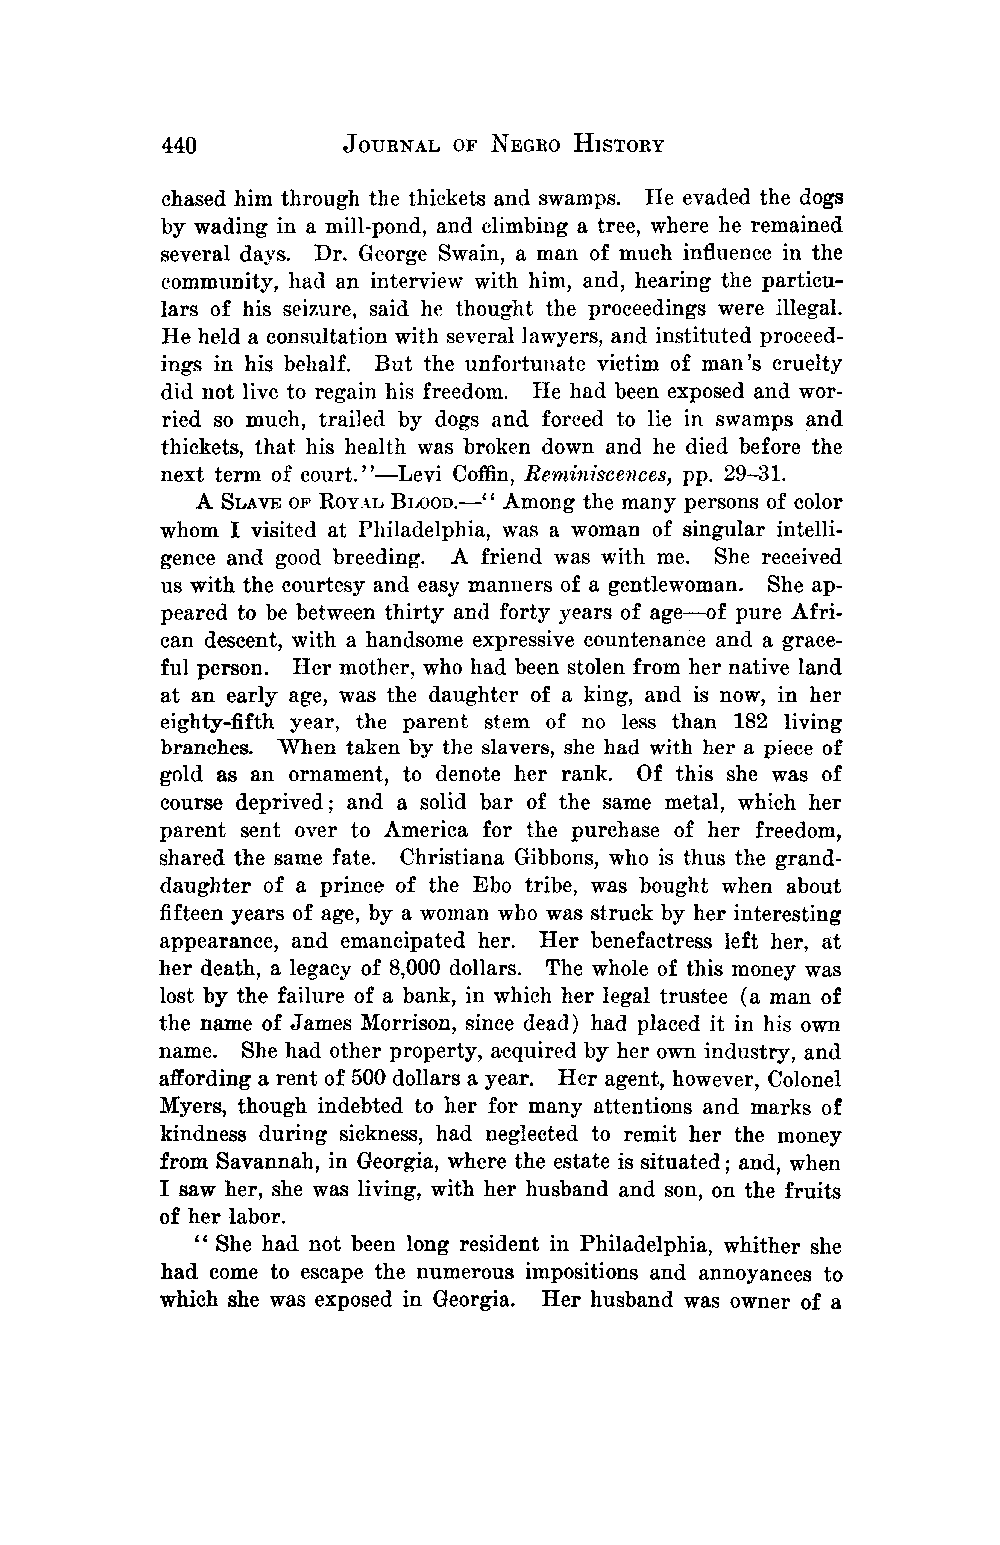 440 JOURNAL OF NEGRO HISTORY
chased him through the thickets and swamps. He evaded the dogs
by wading in a mill-pond, and climbing a tree, where he remained
several days. Dr. George Swain, a man of much influence in the
community, had an interview with him, and, hearing the particu-
lars of his seizure, said he thought the proceedings were illegal.
He held a consultation with several lawyers, and instituted proceed-
ings in his behalf. But the unfortunate victim of man's cruelty
did not live to regain his freedom. He had been exposed and wor-
ried so much, trailed by dogs and forced to lie in swamps and
thickets, that his health was broken down and he died before the
next term of court."—Levi Coffin, Reminiscences, pp. 29–31.
A SLAVE OF ROYAL BLOOD.—" Among the many persons of color
whom I visited at Philadelphia, was a woman of singular intelli-
gence and good breeding. A friend was with me. She received
us with the courtesy and easy manners of a gentlewoman. She ap-
peared to be between thirty and forty years of age—of pure Afri-
can descent, with a handsome expressive countenance and a grace-
ful person. Her mother, who had been stolen from her native land
at an early age, was the daughter of a king, and is now, in her
eighty-fifth year, the parent stem of no less than 182 living
branches. When taken by the slavers, she had with her a piece of
gold as an ornament, to denote her rank. Of this she was of
course deprived; and a solid bar of the same metal, which her
parent sent over to America for the purchase of her freedom,
shared the same fate. Christiana Gibbons, who is thus the grand-
daughter of a prince of the Ebo tribe, was bought when about
fifteen years of age, by a woman who was struck by her interesting
appearance, and emancipated her. Her benefactress left her, at
her death, a legacy of 8,000 dollars. The whole of this money was
lost by the failure of a bank, in which her legal trustee (a man of
the name of James Morrison, since dead) had placed it in his own
name. She had other property, acquired by her own industry, and
affording a rent of 500 dollars a year. Her agent, however, Colonel
Myers, though indebted to her for many attentions and marks of
kindness during sickness, had neglected to remit her the money
from Savannah, in Georgia, where the estate is situated; and, when
I saw her, she was living, with her husband and son, on the fruits
of her labor.
" She had not been long resident in Philadelphia, whither she
had come to escape the numerous impositions and annoyances to
which she was exposed in Georgia. Her husband was owner of a